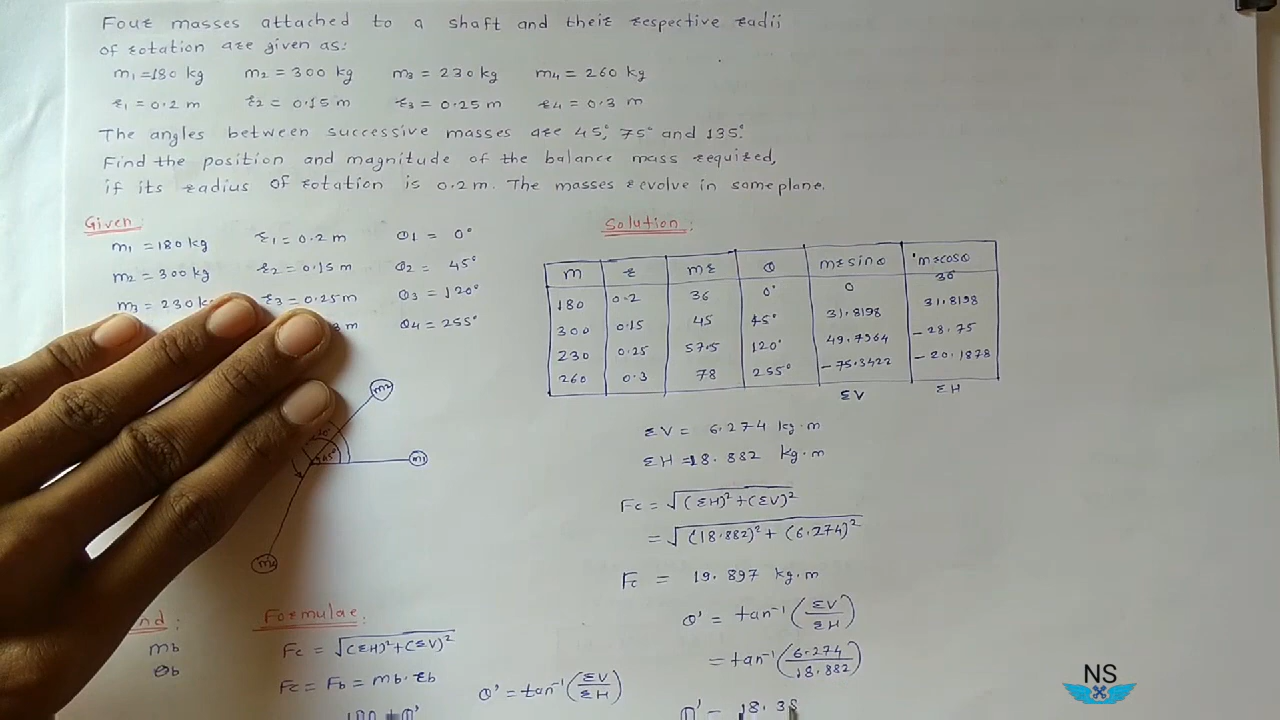 Four masses attached to a shaft and their respective radii
of rotation are given as:
m1 = 180 kg m2 = 300 kg m3 = 230 kg m4 = 260 kg
r1 = 0.2 m r2 = 0.15 m r3 = 0.25 m r4 = 0.3 m
The angles between successive masses are 45°, 75° and 135°.
Find the position and magnitude of the balance mass required,
if its radius of rotation is 0.2 m. The masses revolve in same plane.
Given:
m1 = 180 kg r1 = 0.2 m θ1 = 0°
m2 = 300 kg r2 = 0.15 m θ2 = 45°
m3 = 230 k r3 = 0.25 m θ3 = 120°
3 m θ4 = 255°
m2
45°
m1
m4
nd:
mb
θb
Formulae:
Fc = √(ΣH)²+(ΣV)²
Fc = Fb = mb. rb
θ' = tan⁻¹(ΣV/ΣH)
180 + θ'
Solution:
m r mr θ mr sinθ mr cosθ
180 0.2 36 0° 0 36
300 0.15 45 45° 31.8198 31.8198
230 0.25 57.5 120° 49.7964 -28.75
260 0.3 78 255° -75.3422 -20.1878
ΣV ΣH
ΣV = 6.274 kg.m
ΣH = 18.882 kg.m
Fc = √(ΣH)²+(ΣV)²
= √(18.882)²+(6.274)²
Fc = 19.897 kg.m
θ' = tan⁻¹(ΣV/ΣH)
= tan⁻¹(6.274/18.882)
θ' = 18.38
NS